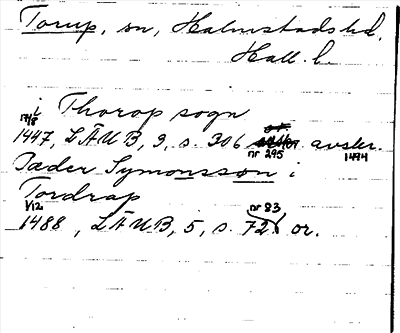 Torup, sn, Halmstads hd,
Hall. l.
i Thorop sogn
17/8
1447, LÄUB, 3, s. 306 avskr.
nr 295 1494
Pæder Symonsson i
Tordrap
1/12 nr 83
1488, LÄUB, 5, s. 72. or.